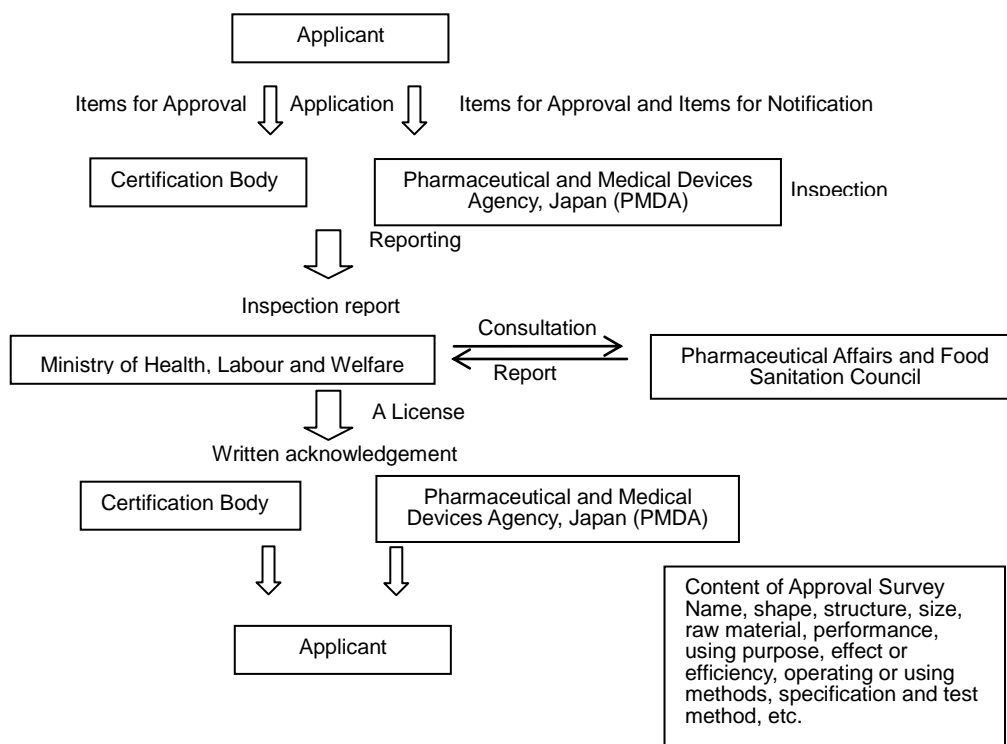 Applicant
Items for Approval
Application
Items for Approval and Items for Notification
Certification Body
Pharmaceutical and Medical Devices
Agency, Japan (PMDA)
Inspection
Reporting
Inspection report
Consultation
Ministry of Health, Labour and Welfare
Report
Pharmaceutical Affairs and Food
Sanitation Council
A License
Written acknowledgement
Certification Body
Pharmaceutical and Medical
Devices Agency, Japan (PMDA)
Applicant
Content of Approval Survey
Name, shape, structure, size,
raw material, performance,
using purpose, effect or
efficiency, operating or using
methods, specification and test
method, etc.